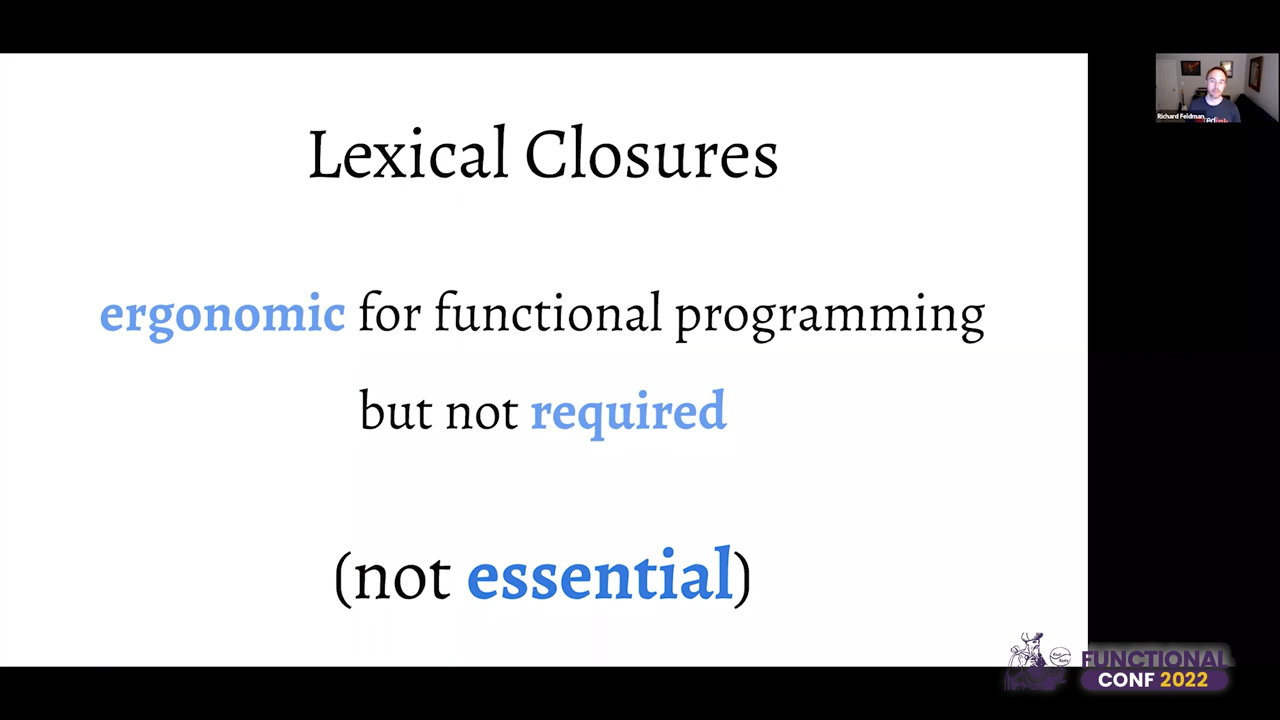 Lexical Closures
ergonomic for functional programming
but not required
(not essential)
Richard Feldman
FUNCTIONAL
CONF 2022